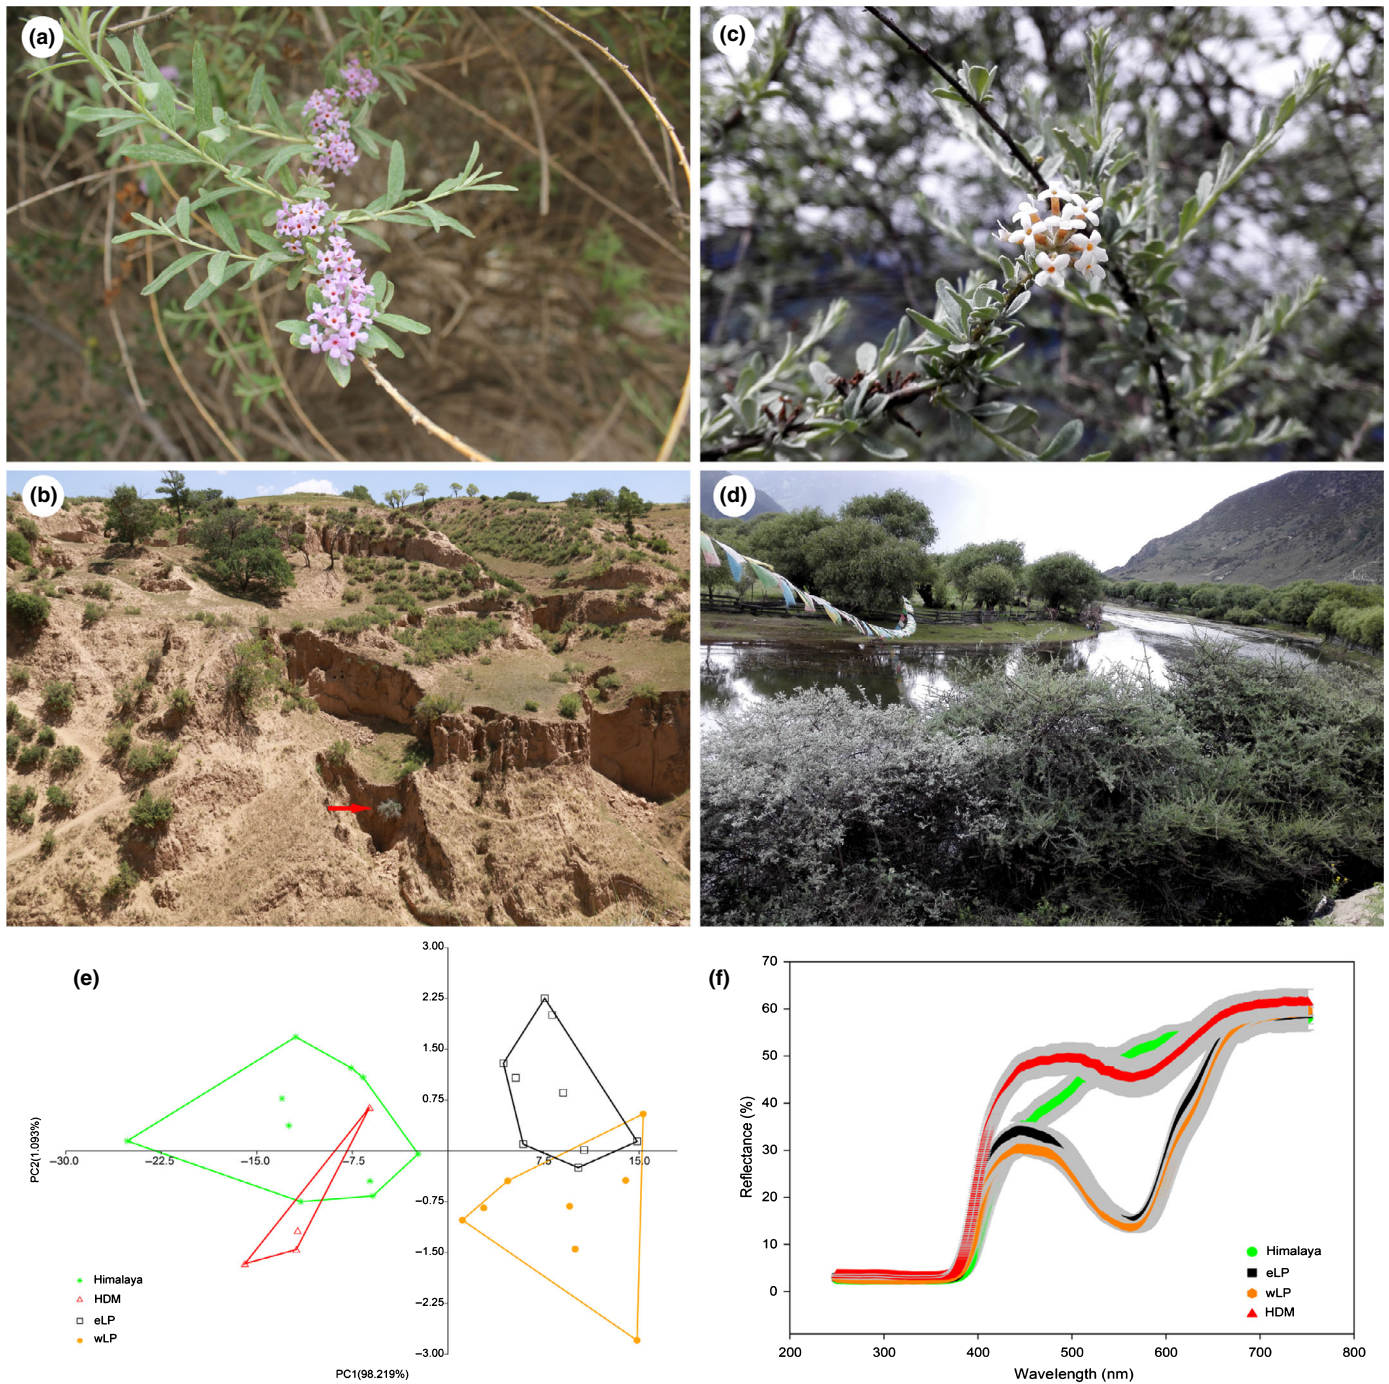 (a)
(c)
(b)
(d)
(e)
3.00
2.25
1.50
0.75
−30.0 −22.5 −15.0 −7.5 7.5 15.0
−0.75
−1.50
−2.25
−3.00
PC2(1.093%)
PC1(98.219%)
Himalaya
HDM
eLP
wLP
(f)
70
60
50
40
30
20
10
0
Reflectance (%)
200 300 400 500 600 700 800
Wavelength (nm)
Himalaya
eLP
wLP
HDM